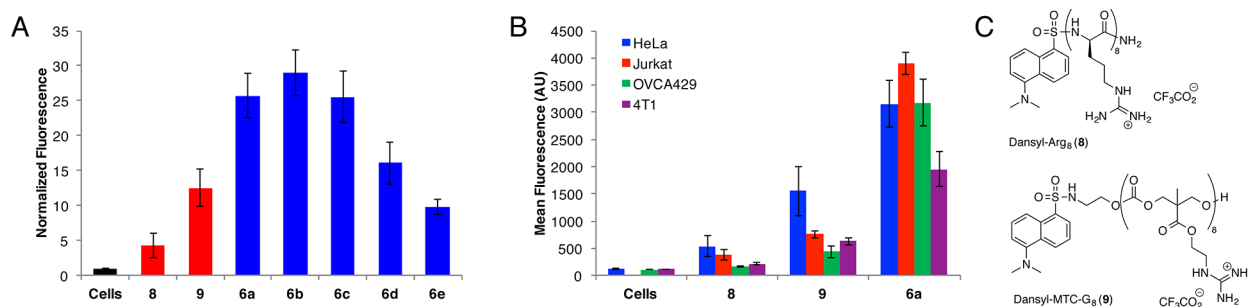 A
Normalized Fluorescence
35
30
25
20
15
10
5
0
Cells 8 9 6a 6b 6c 6d 6e
B
Mean Fluorescence (AU)
4500
4000
3500
3000
2500
2000
1500
1000
500
0
HeLa
Jurkat
OVCA429
4T1
Cells 8 9 6a
C
O
O
S
H
N
O
8
NH₂
N
NH
H₂N
NH₂
⊕
CF₃CO₂⊖
Dansyl-Arg₈ (8)
O
O
S
H
N
O
O
O
O
H
8
O
O
N
HN
⊕
NH
NH₂
CF₃CO₂⊖
Dansyl-MTC-G₈ (9)